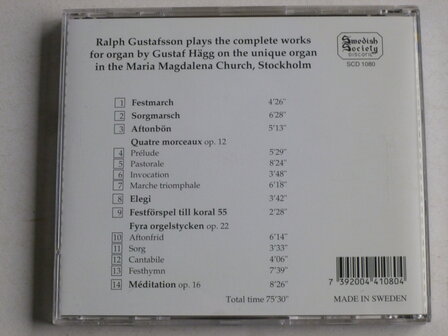 Ralph Gustafsson plays the complete works
for organ by Gustaf Hägg on the unique organ
in the Maria Magdalena Church, Stockholm
Swedish
Society
DISCOFIL
SCD 1080
1 Festmarch 4'26"
2 Sorgmarsch 6'28"
3 Aftonbön 5'13"
Quatre morceaux op. 12
4 Prélude 5'29"
5 Pastorale 8'24"
6 Invocation 3'48"
7 Marche triomphale 6'18"
8 Elegi 3'42"
9 Festförspel till koral 55 2'28"
Fyra orgelstycken op. 22
10 Aftonfrid 6'14"
11 Sorg 3'33"
12 Cantabile 4'06"
13 Festhymn 7'39"
14 Méditation op. 16 8'26"
Total time 75'30"
7 392004 410804
MADE IN SWEDEN